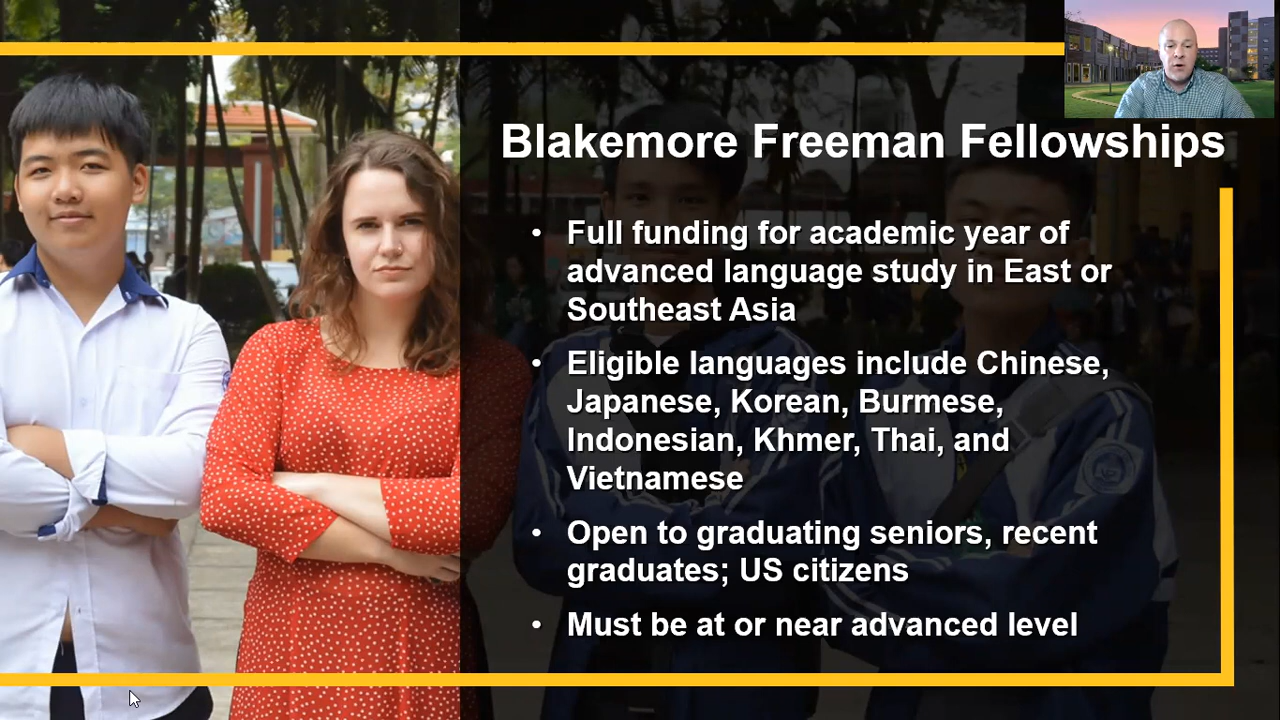 Blakemore Freeman Fellowships
• Full funding for academic year of
advanced language study in East or
Southeast Asia
• Eligible languages include Chinese,
Japanese, Korean, Burmese,
Indonesian, Khmer, Thai, and
Vietnamese
• Open to graduating seniors, recent
graduates; US citizens
• Must be at or near advanced level